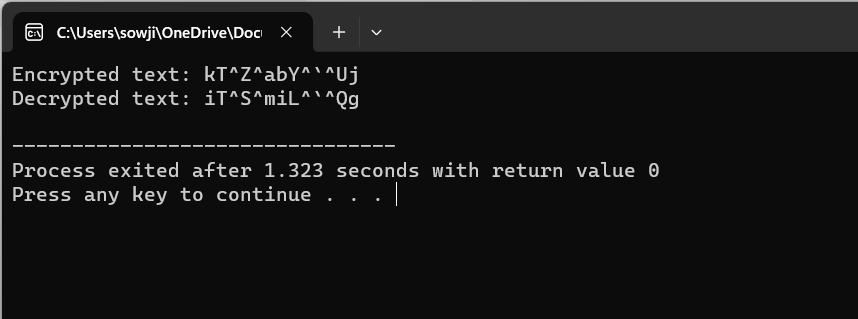 C:\Users\sowji\OneDrive\Doc
Encrypted text: kT^Z^abY^`^Uj
Decrypted text: iT^S^miL^`^Qg
--------------------------------
Process exited after 1.323 seconds with return value 0
Press any key to continue . . .